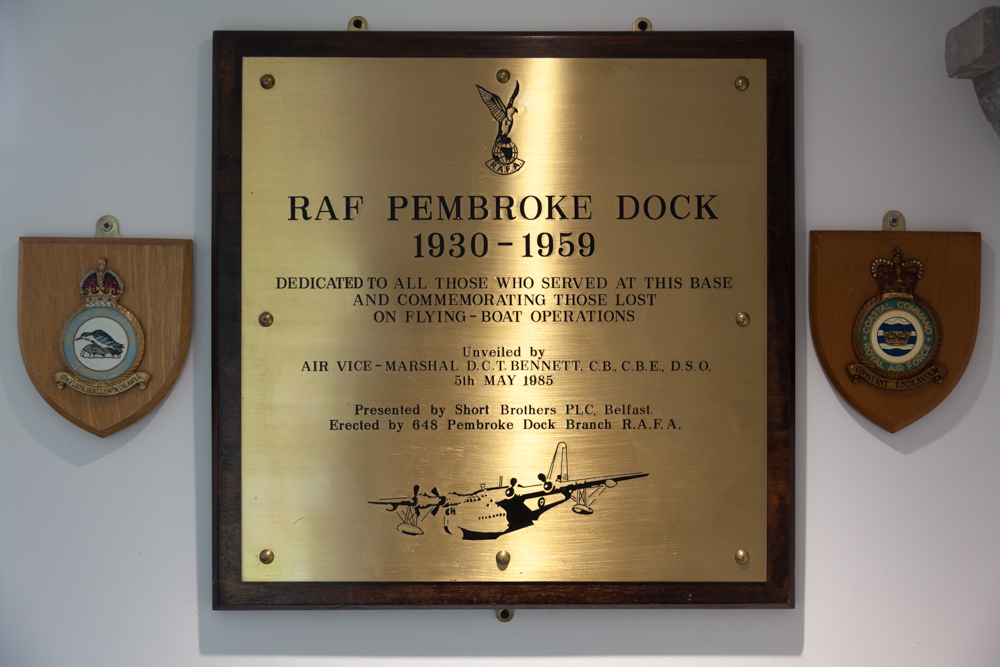 R.A.F.A.
RAF PEMBROKE DOCK
1930-1959
DEDICATED TO ALL THOSE WHO SERVED AT THIS BASE
AND COMMEMORATING THOSE LOST
ON FLYING-BOAT OPERATIONS
Unveiled by
AIR VICE-MARSHAL D.C.T. BENNETT, C.B., C.B.E., D.S.O.
5th MAY 1985
Presented by Short Brothers PLC, Belfast.
Erected by 648 Pembroke Dock Branch R.A.F.A.
COASTAL COMMAND
ROYAL AIR FORCE
CONSTANT ENDEAVOUR